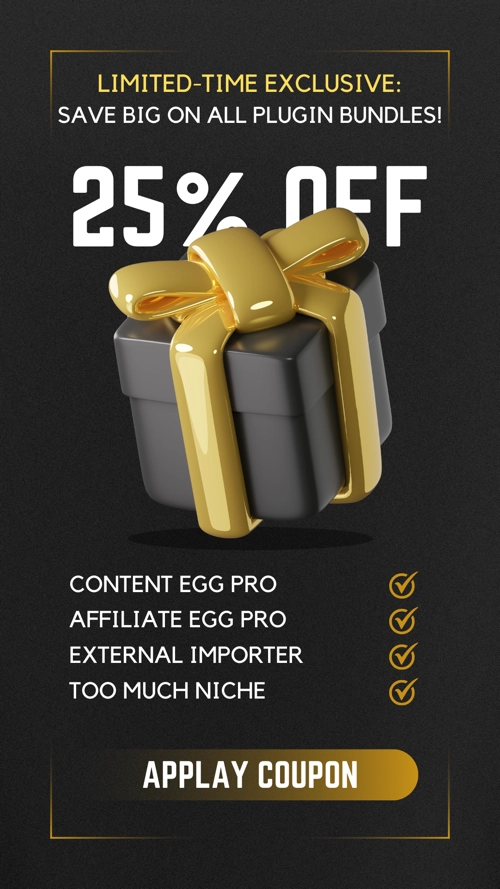 LIMITED-TIME EXCLUSIVE:
SAVE BIG ON ALL PLUGIN BUNDLES!
25% OFF
CONTENT EGG PRO
AFFILIATE EGG PRO
EXTERNAL IMPORTER
TOO MUCH NICHE
APPLAY COUPON